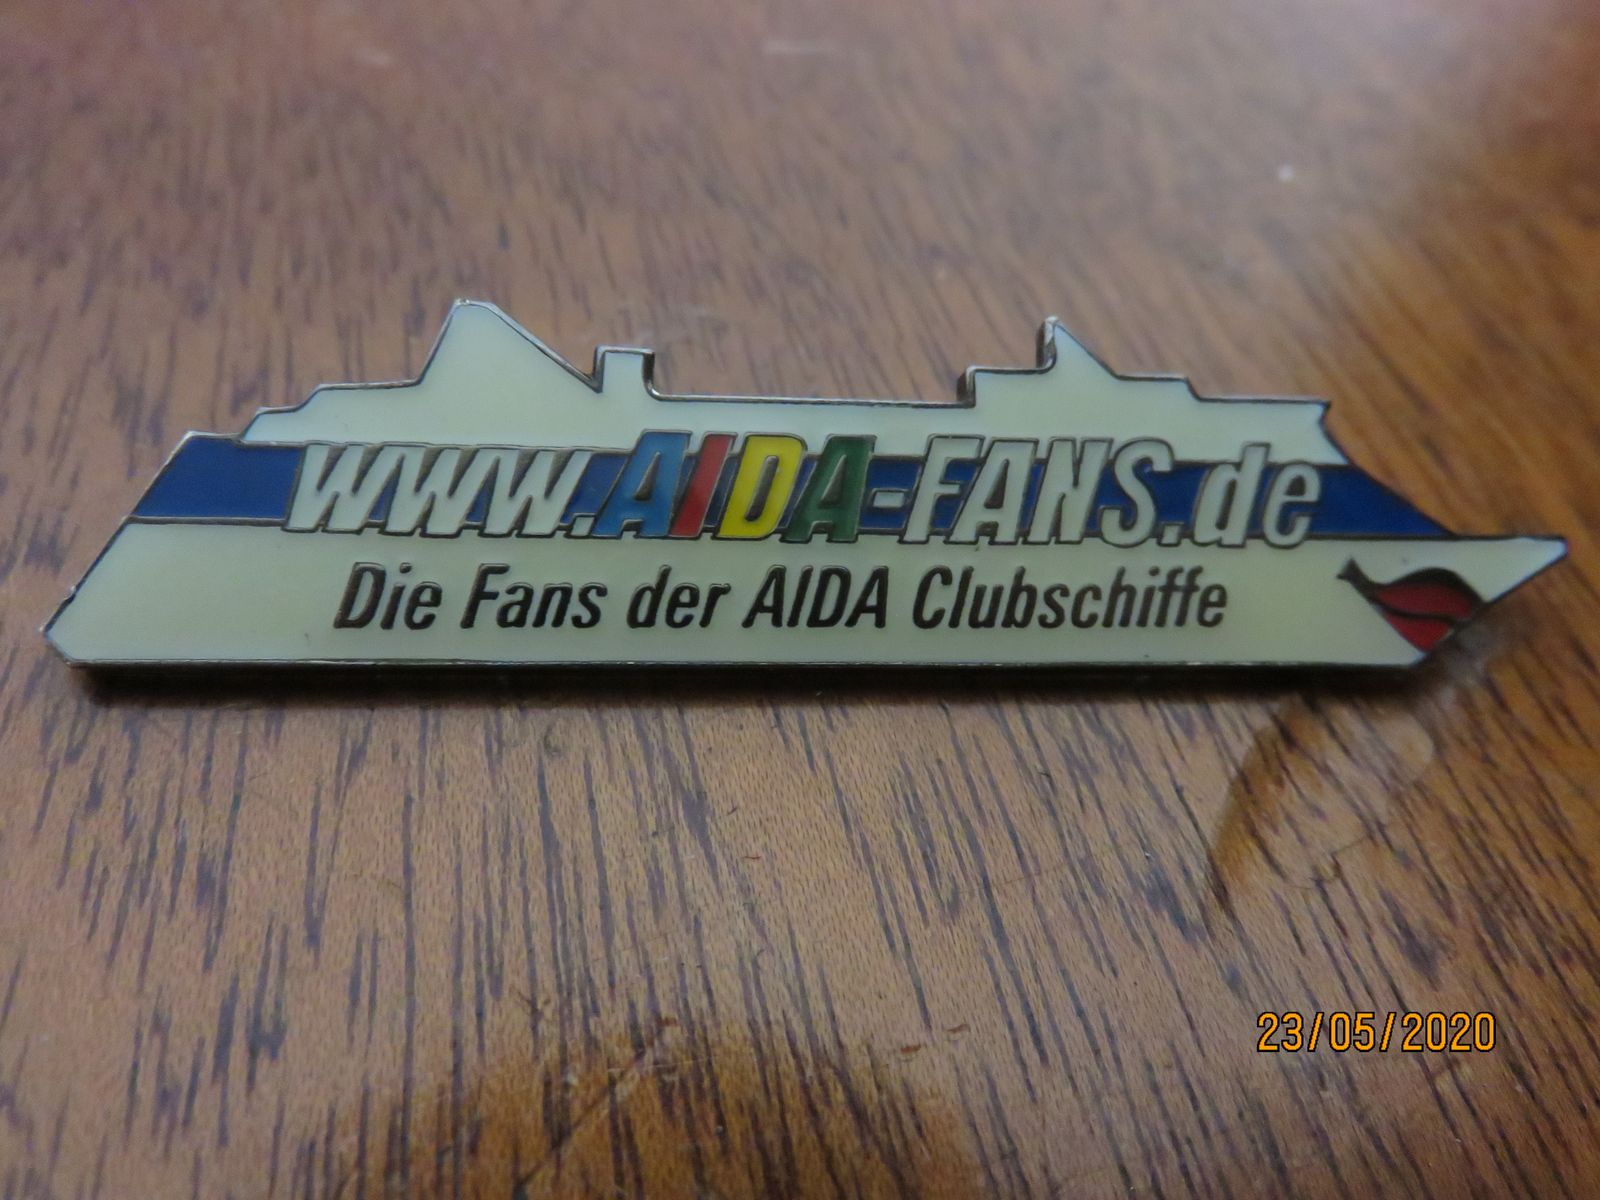 www.AIDA-FANS.de
Die Fans der AIDA Clubschiffe
23/05/2020